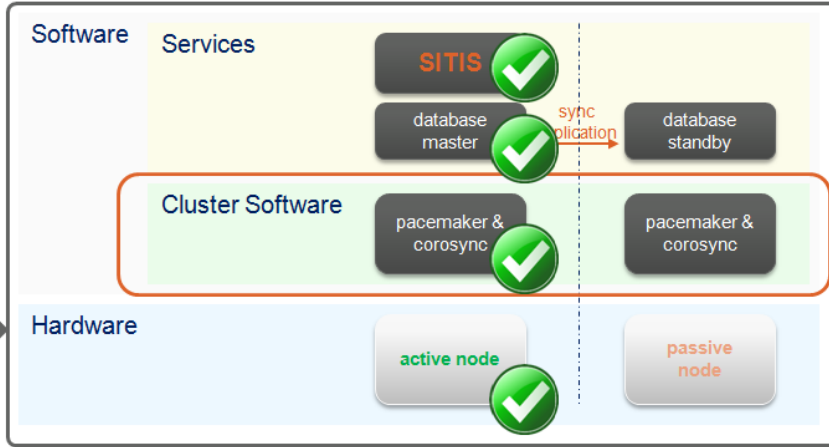 Software
Services
SITIS
database
master
sync
plication
database
standby
Cluster Software
pacemaker &
corosync
pacemaker &
corosync
Hardware
active node
passive
node